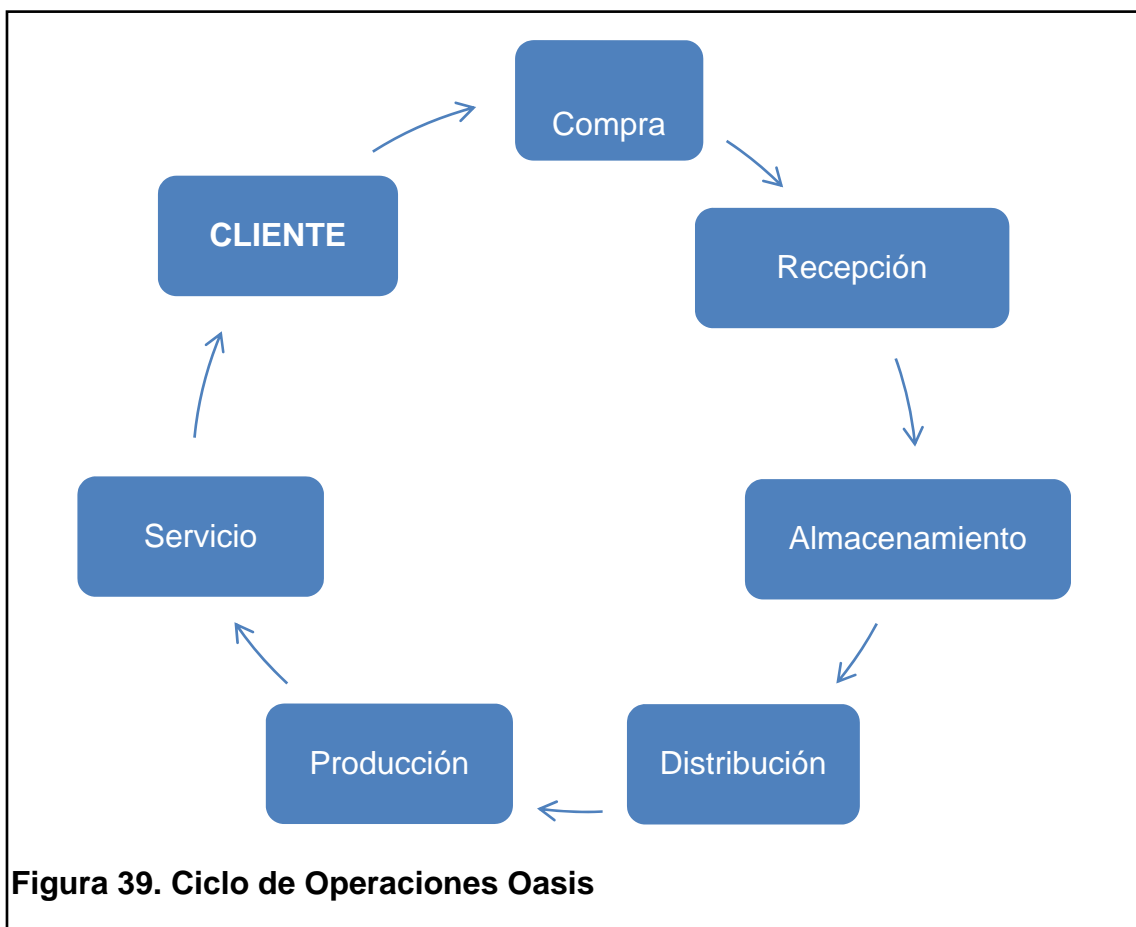 Compra
Recepción
Almacenamiento
Distribución
Producción
Servicio
CLIENTE
Figura 39. Ciclo de Operaciones Oasis